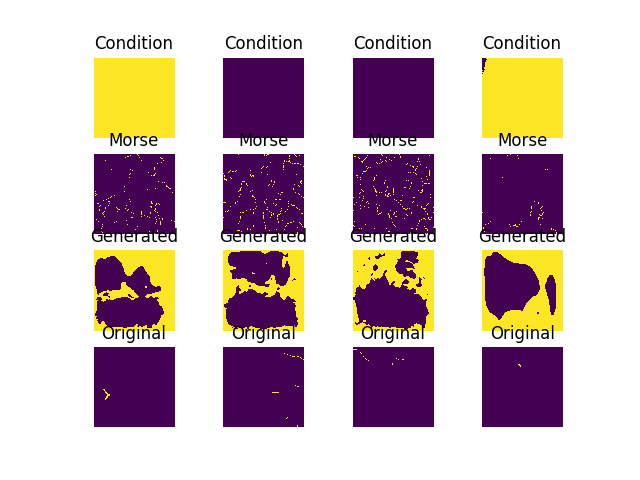 Condition Condition Condition Condition
Morse Morse Morse Morse
Generated Generated Generated Generated
Original Original Original Original